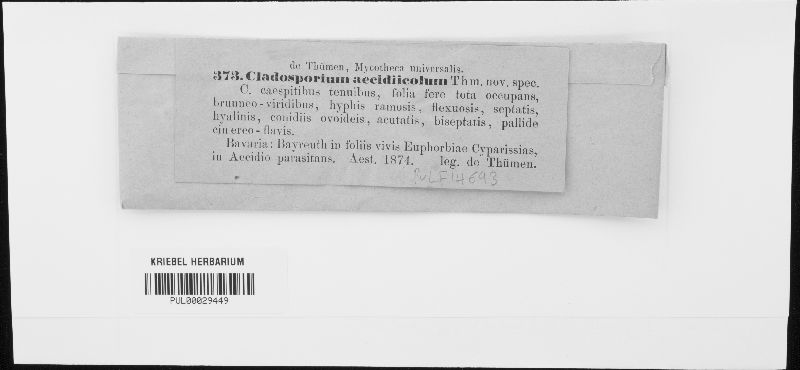 de Thümen, Mycotheca universalis.
373. Cladosporium aecidiicolum Thm. nov. spec.
C. caespitibus tenuibus, folia fere tota occupans,
brunneo-viridibus, hyphis ramosis, flexuosis, septatis,
hyalinis, conidiis ovoideis, acutatis, biseptatis, pallide
cinereo-flavis.
Bavaria: Bayreuth in foliis vivis Euphorbiae Cyparissias,
in Aecidio parasitans. Aest. 1874. leg. de Thümen.
PULF14693
KRIEBEL HERBARIUM
PUL00029449